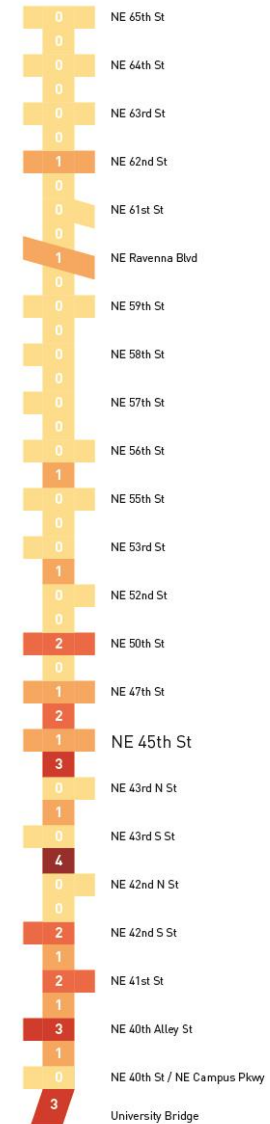 0 NE 65th St
0
0 NE 64th St
0
0 NE 63rd St
0
1 NE 62nd St
0
0 NE 61st St
0
1 NE Ravenna Blvd
0
0 NE 59th St
0
0 NE 58th St
0
0 NE 57th St
0
0 NE 56th St
1
0 NE 55th St
0
0 NE 53rd St
1
0 NE 52nd St
0
2 NE 50th St
0
1 NE 47th St
2
1 NE 45th St
3
0 NE 43rd N St
1
0 NE 43rd S St
4
0 NE 42nd N St
0
2 NE 42nd S St
1
2 NE 41st St
1
3 NE 40th Alley St
1
0 NE 40th St / NE Campus Pkwy
3 University Bridge